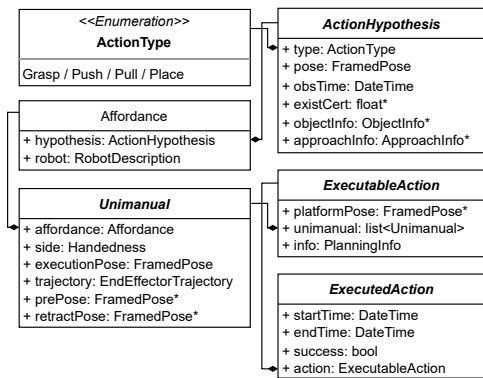 <<Enumeration>>
ActionType
Grasp / Push / Pull / Place
ActionHypothesis
+ type: ActionType
+ pose: FramedPose
+ obsTime: DateTime
+ existCert: float*
+ objectInfo: ObjectInfo*
+ approachInfo: ApproachInfo*
Affordance
+ hypothesis: ActionHypothesis
+ robot: RobotDescription
Unimanual
+ affordance: Affordance
+ side: Handedness
+ executionPose: FramedPose
+ trajectory: EndEffectorTrajectory
+ prePose: FramedPose*
+ retractPose: FramedPose*
ExecutableAction
+ platformPose: FramedPose*
+ unimanual: list<Unimanual>
+ info: PlanningInfo
ExecutedAction
+ startTime: DateTime
+ endTime: DateTime
+ success: bool
+ action: ExecutableAction